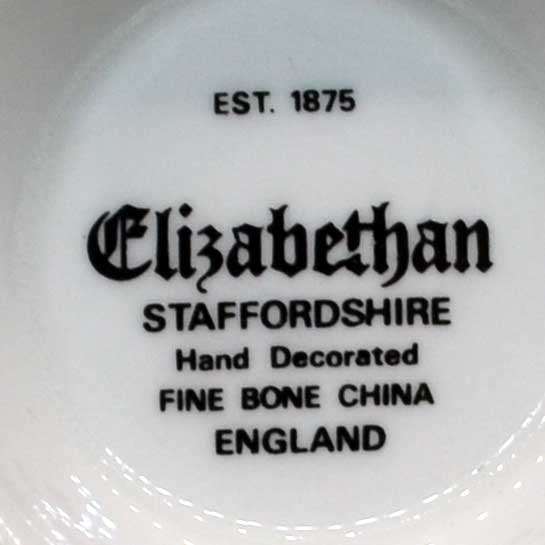 EST. 1875
Elizabethan
STAFFORDSHIRE
Hand Decorated
FINE BONE CHINA
ENGLAND